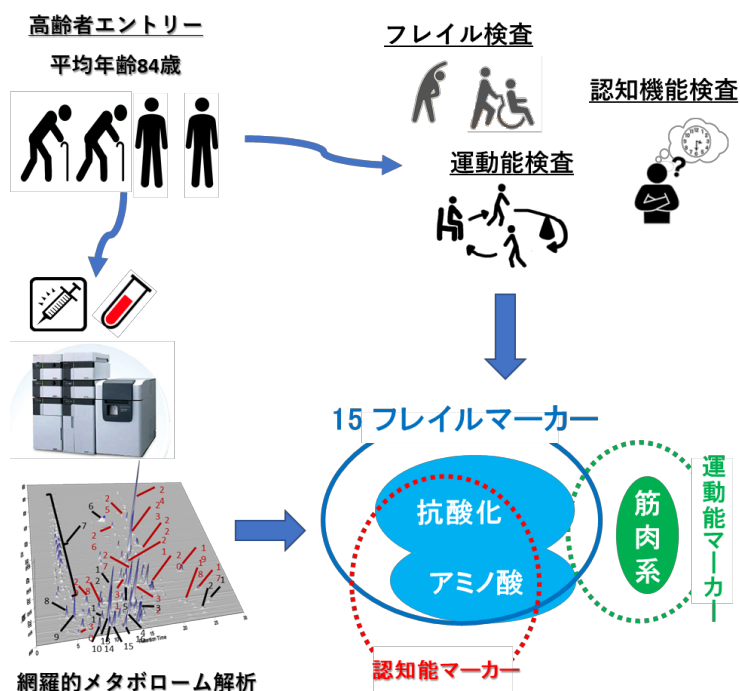 高齢者エントリー
平均年齢84歳
フレイル検査
認知機能検査
運動能検査
?
15 フレイルマーカー
抗酸化
アミノ酸
筋肉系
運動能マーカー
認知能マーカー
網羅的メタボローム解析